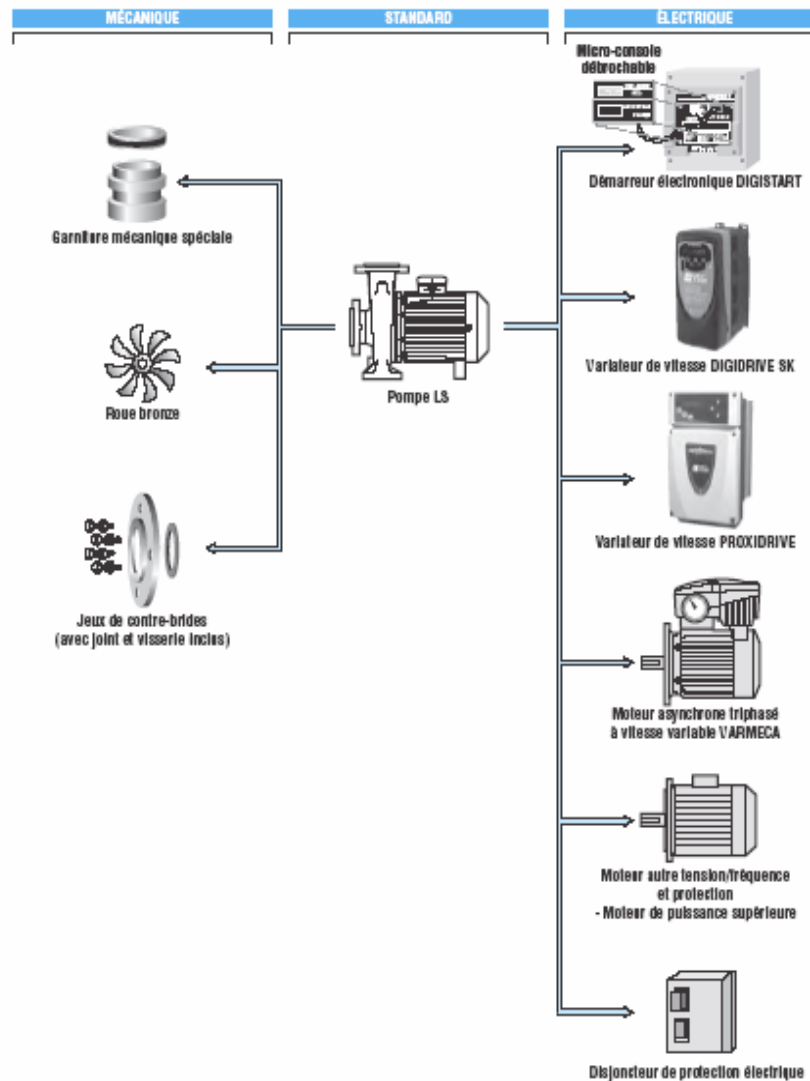 MÉCANIQUE
STANDARD
ÉLECTRIQUE
Micro-console
débrochable
Démarreur électronique DIGISTART
Garniture mécanique spéciale
Variateur de vitesse DIGIDRIVE SK
Pompe LS
Roue bronze
Variateur de vitesse PROXIDRIVE
Jeux de contre-brides
(avec joint et visserie inclus)
Moteur asynchrone triphasé
à vitesse variable VARMECA
Moteur autre tension/fréquence
et protection
- Moteur de puissance supérieure
Disjoncteur de protection électrique